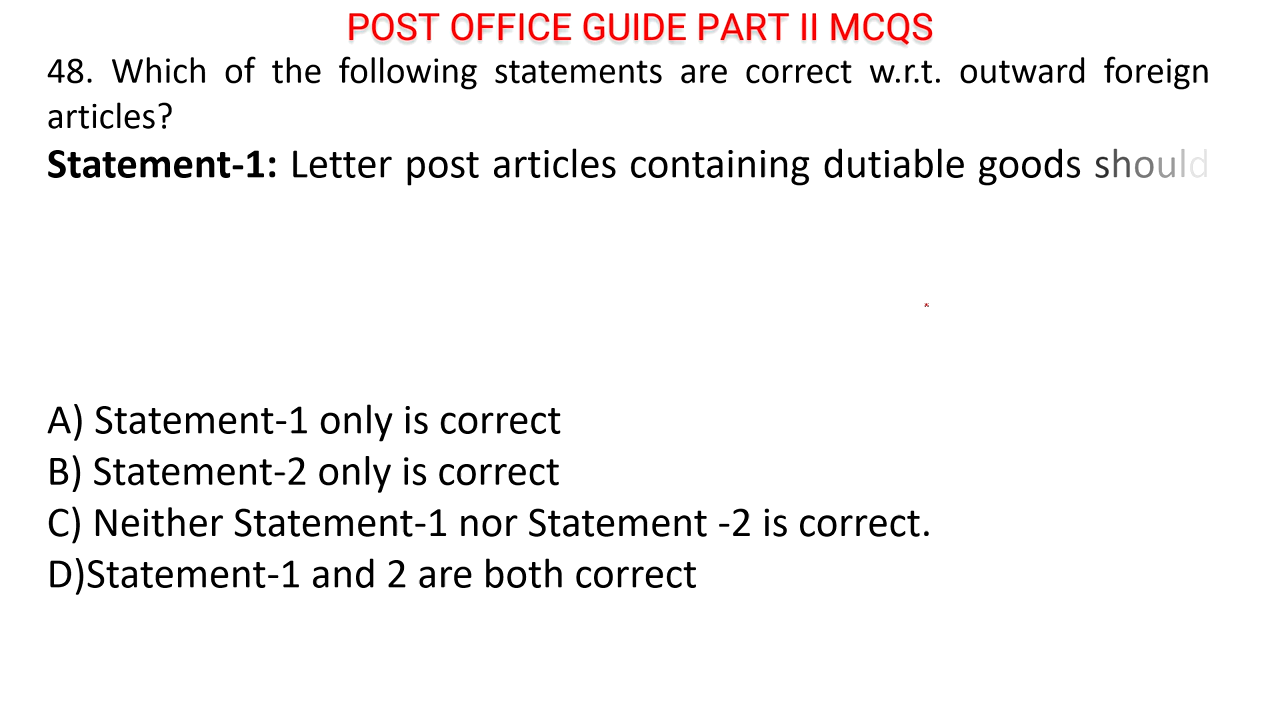 POST OFFICE GUIDE PART II MCQS
48. Which of the following statements are correct w.r.t. outward foreign
articles?
Statement-1: Letter post articles containing dutiable goods should
A) Statement-1 only is correct
B) Statement-2 only is correct
C) Neither Statement-1 nor Statement -2 is correct.
D)Statement-1 and 2 are both correct